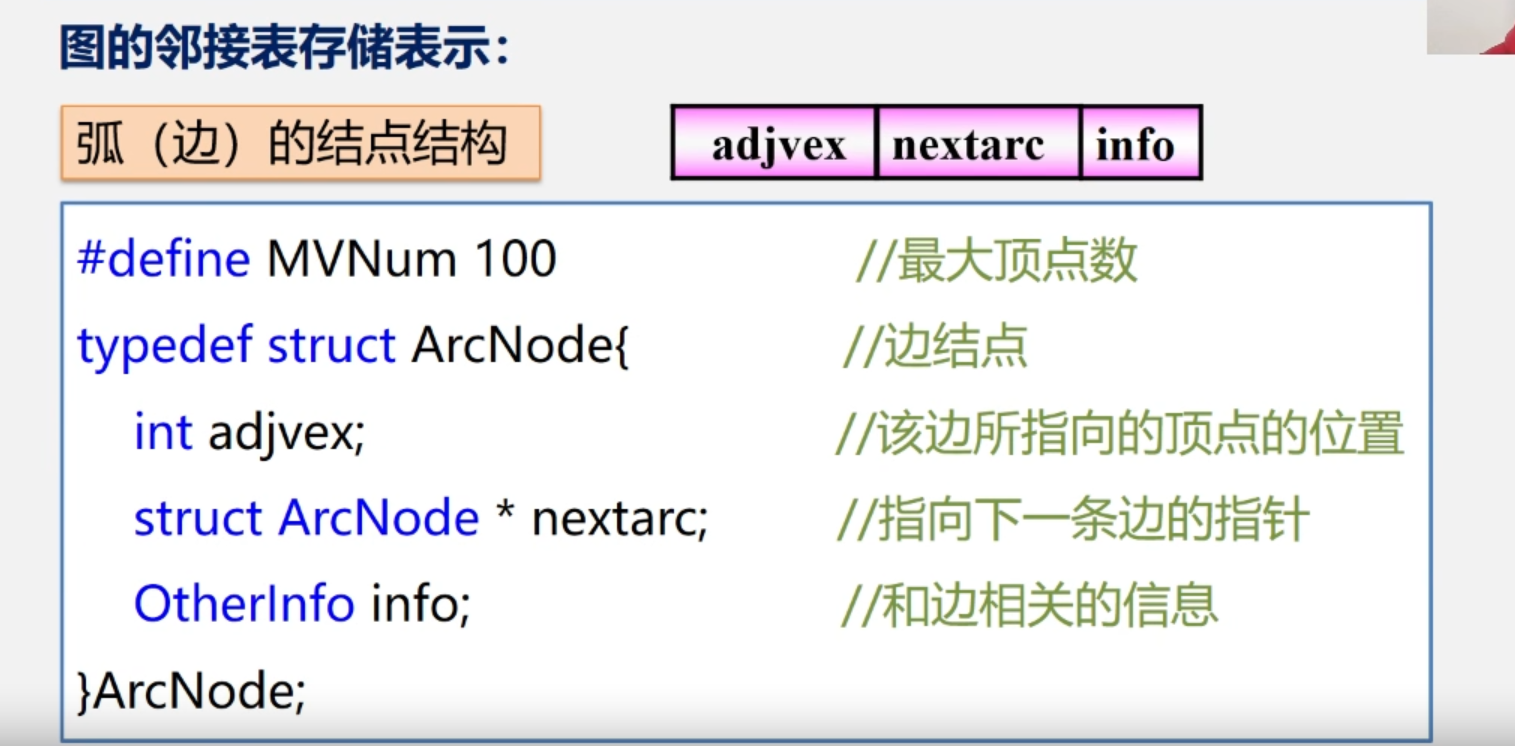 图的邻接表存储表示:
弧（边）的结点结构
adjvex nextarc info
#define MVNum 100 //最大顶点数
typedef struct ArcNode{ //边结点
int adjvex; //该边所指向的顶点的位置
struct ArcNode * nextarc; //指向下一条边的指针
OtherInfo info; //和边相关的信息
}ArcNode;